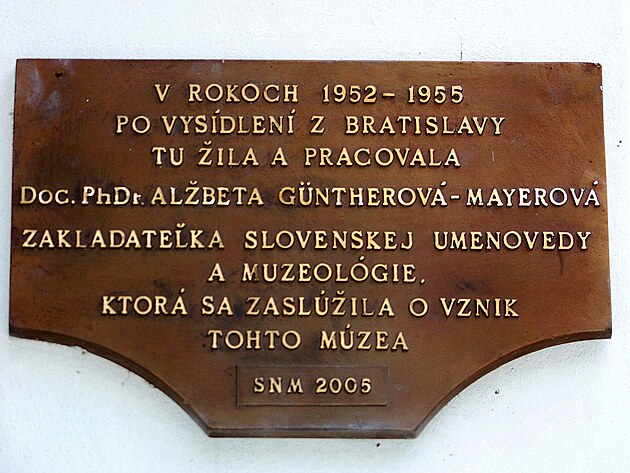 V ROKOCH 1952 - 1955
PO VYSÍDLENÍ Z BRATISLAVY
TU ŽILA A PRACOVALA
Doc. PhDr. ALŽBETA GÜNTHEROVÁ - MAYEROVÁ
ZAKLADATEĽKA SLOVENSKEJ UMENOVEDY
A MUZEOLÓGIE,
KTORÁ SA ZASLÚŽILA O VZNIK
TOHTO MÚZEA
SNM 2005